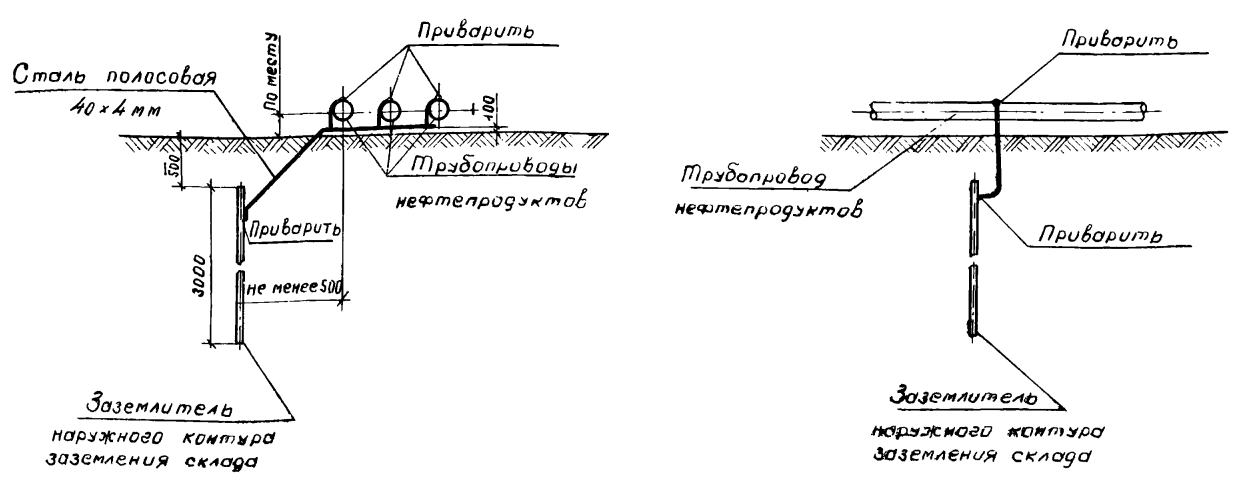 Приварить
Сталь полосовая
40×4 мм
По месту
100
500
Трубопроводы
нефтепродуктов
Приварить
3000
не менее 500
Заземлитель
наружного контура
заземления склада
Приварить
Трубопровод
нефтепродуктов
Приварить
Заземлитель
наружного контура
заземления склада